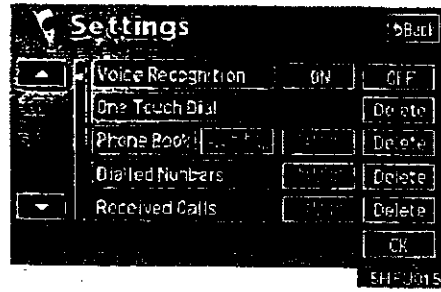 Settings Back
Voice Recognition ON OFF
One Touch Dial Delete
Phone Book Delete
Dialled Numbers Delete
Received Calls Delete
OK